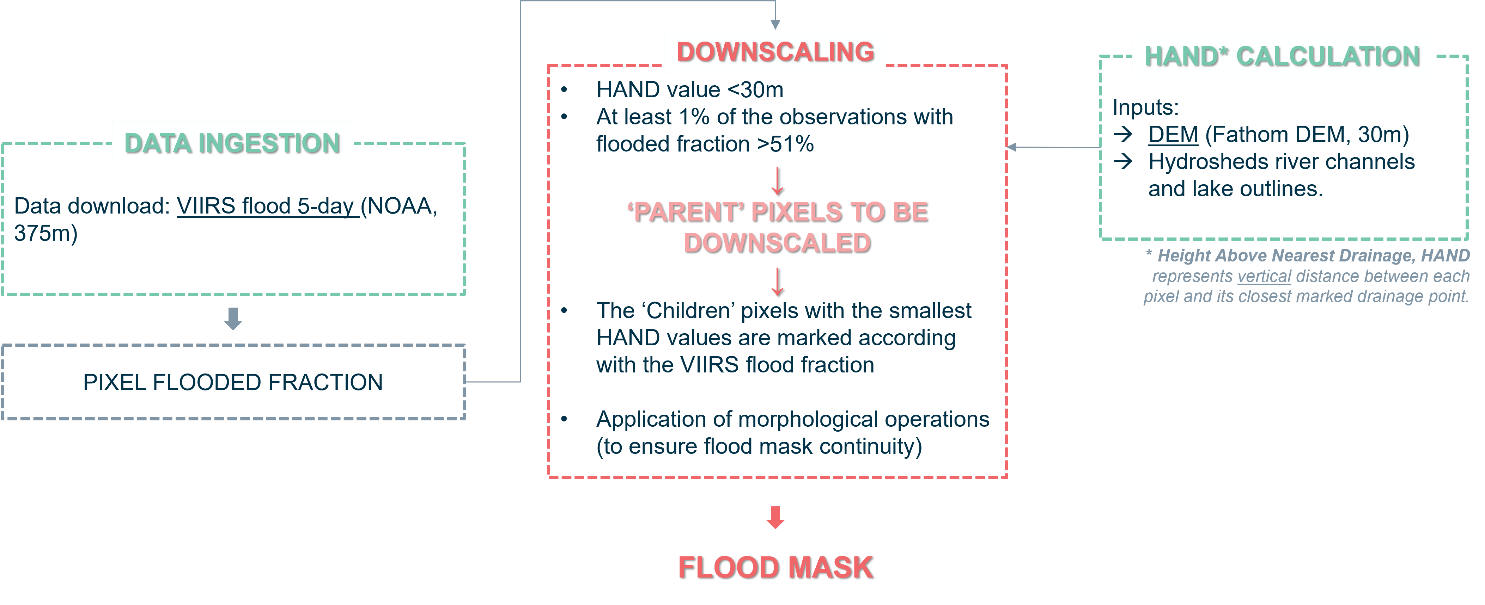 DATA INGESTION
Data download: VIIRS flood 5-day (NOAA,
375m)
PIXEL FLOODED FRACTION
DOWNSCALING
• HAND value <30m
• At least 1% of the observations with
flooded fraction >51%
‘PARENT’ PIXELS TO BE
DOWNSCALED
• The ‘Children’ pixels with the smallest
HAND values are marked according
with the VIIRS flood fraction
• Application of morphological operations
(to ensure flood mask continuity)
FLOOD MASK
HAND* CALCULATION
Inputs:
→ DEM (Fathom DEM, 30m)
→ Hydrosheds river channels
and lake outlines.
* Height Above Nearest Drainage, HAND
represents vertical distance between each
pixel and its closest marked drainage point.